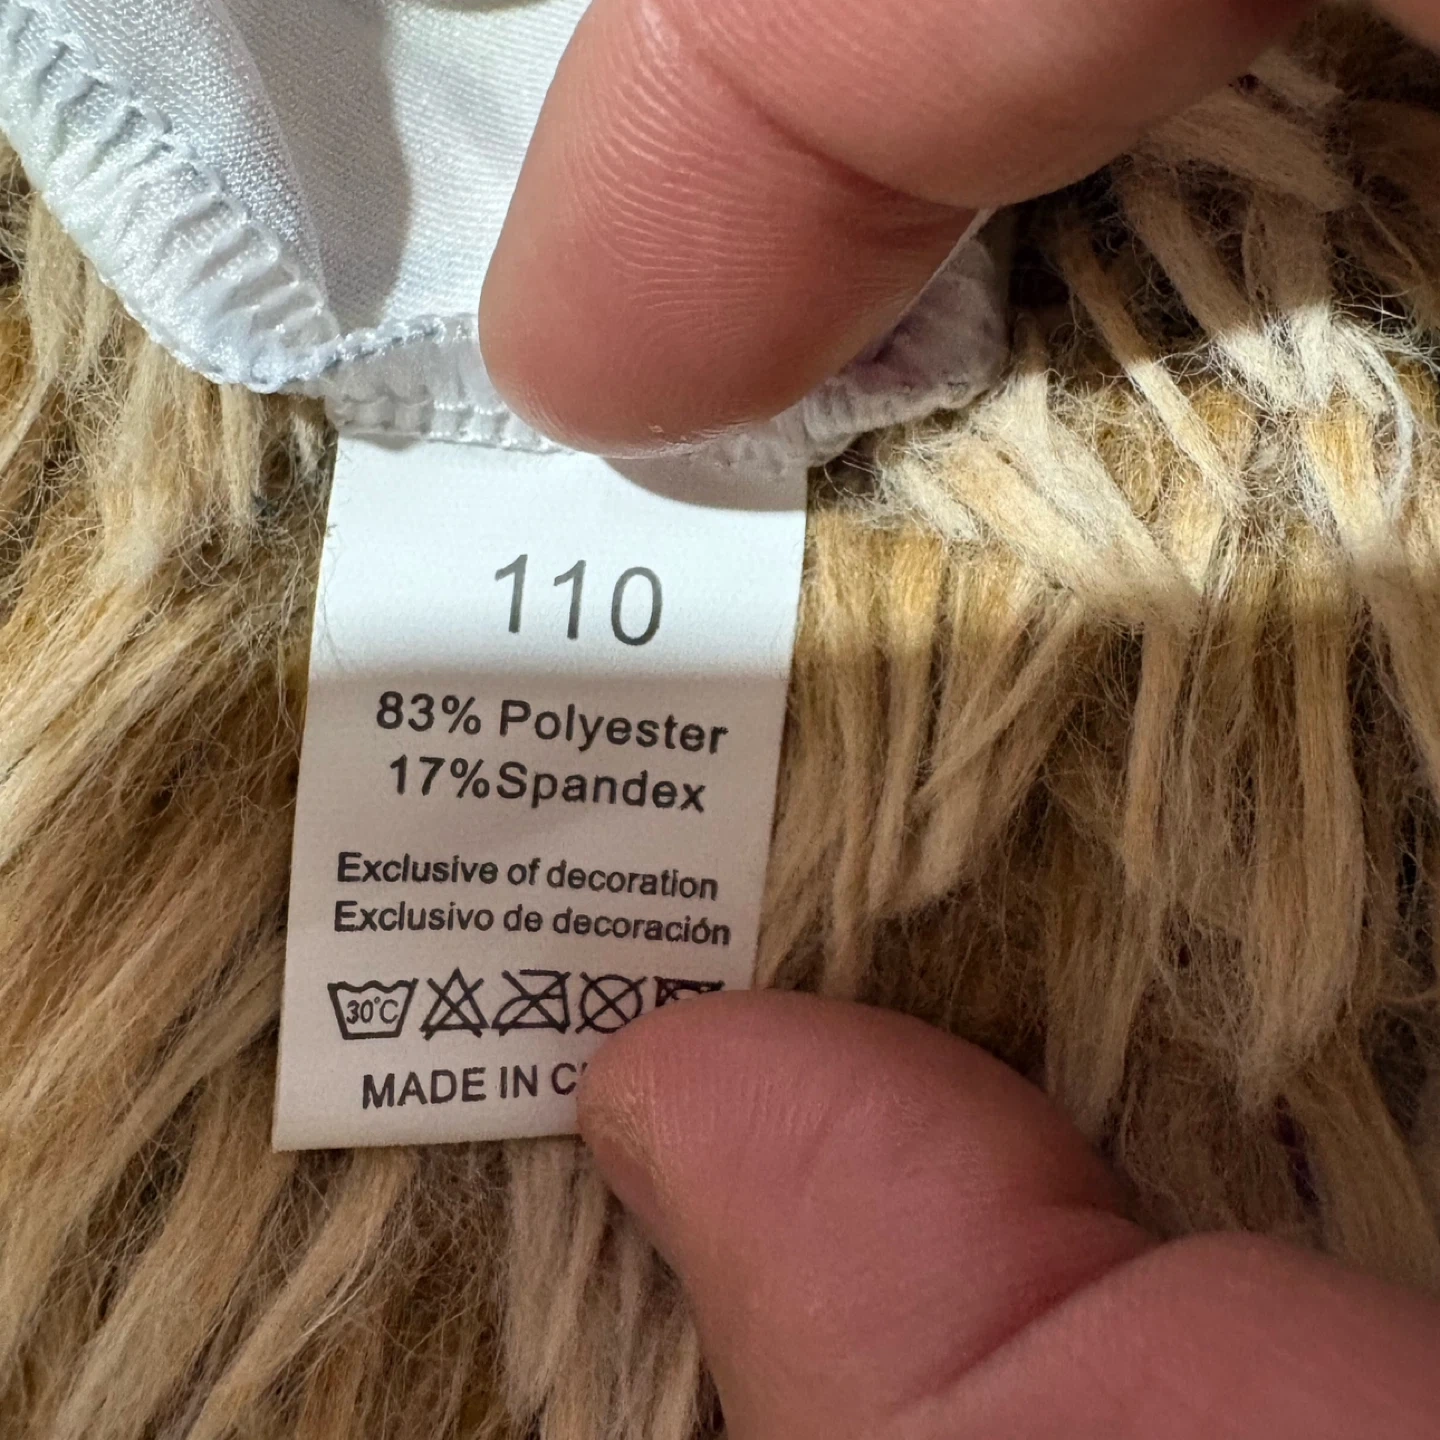 110
83% Polyester
17%Spandex
Exclusive of decoration
Exclusivo de decoración
30°C
MADE IN